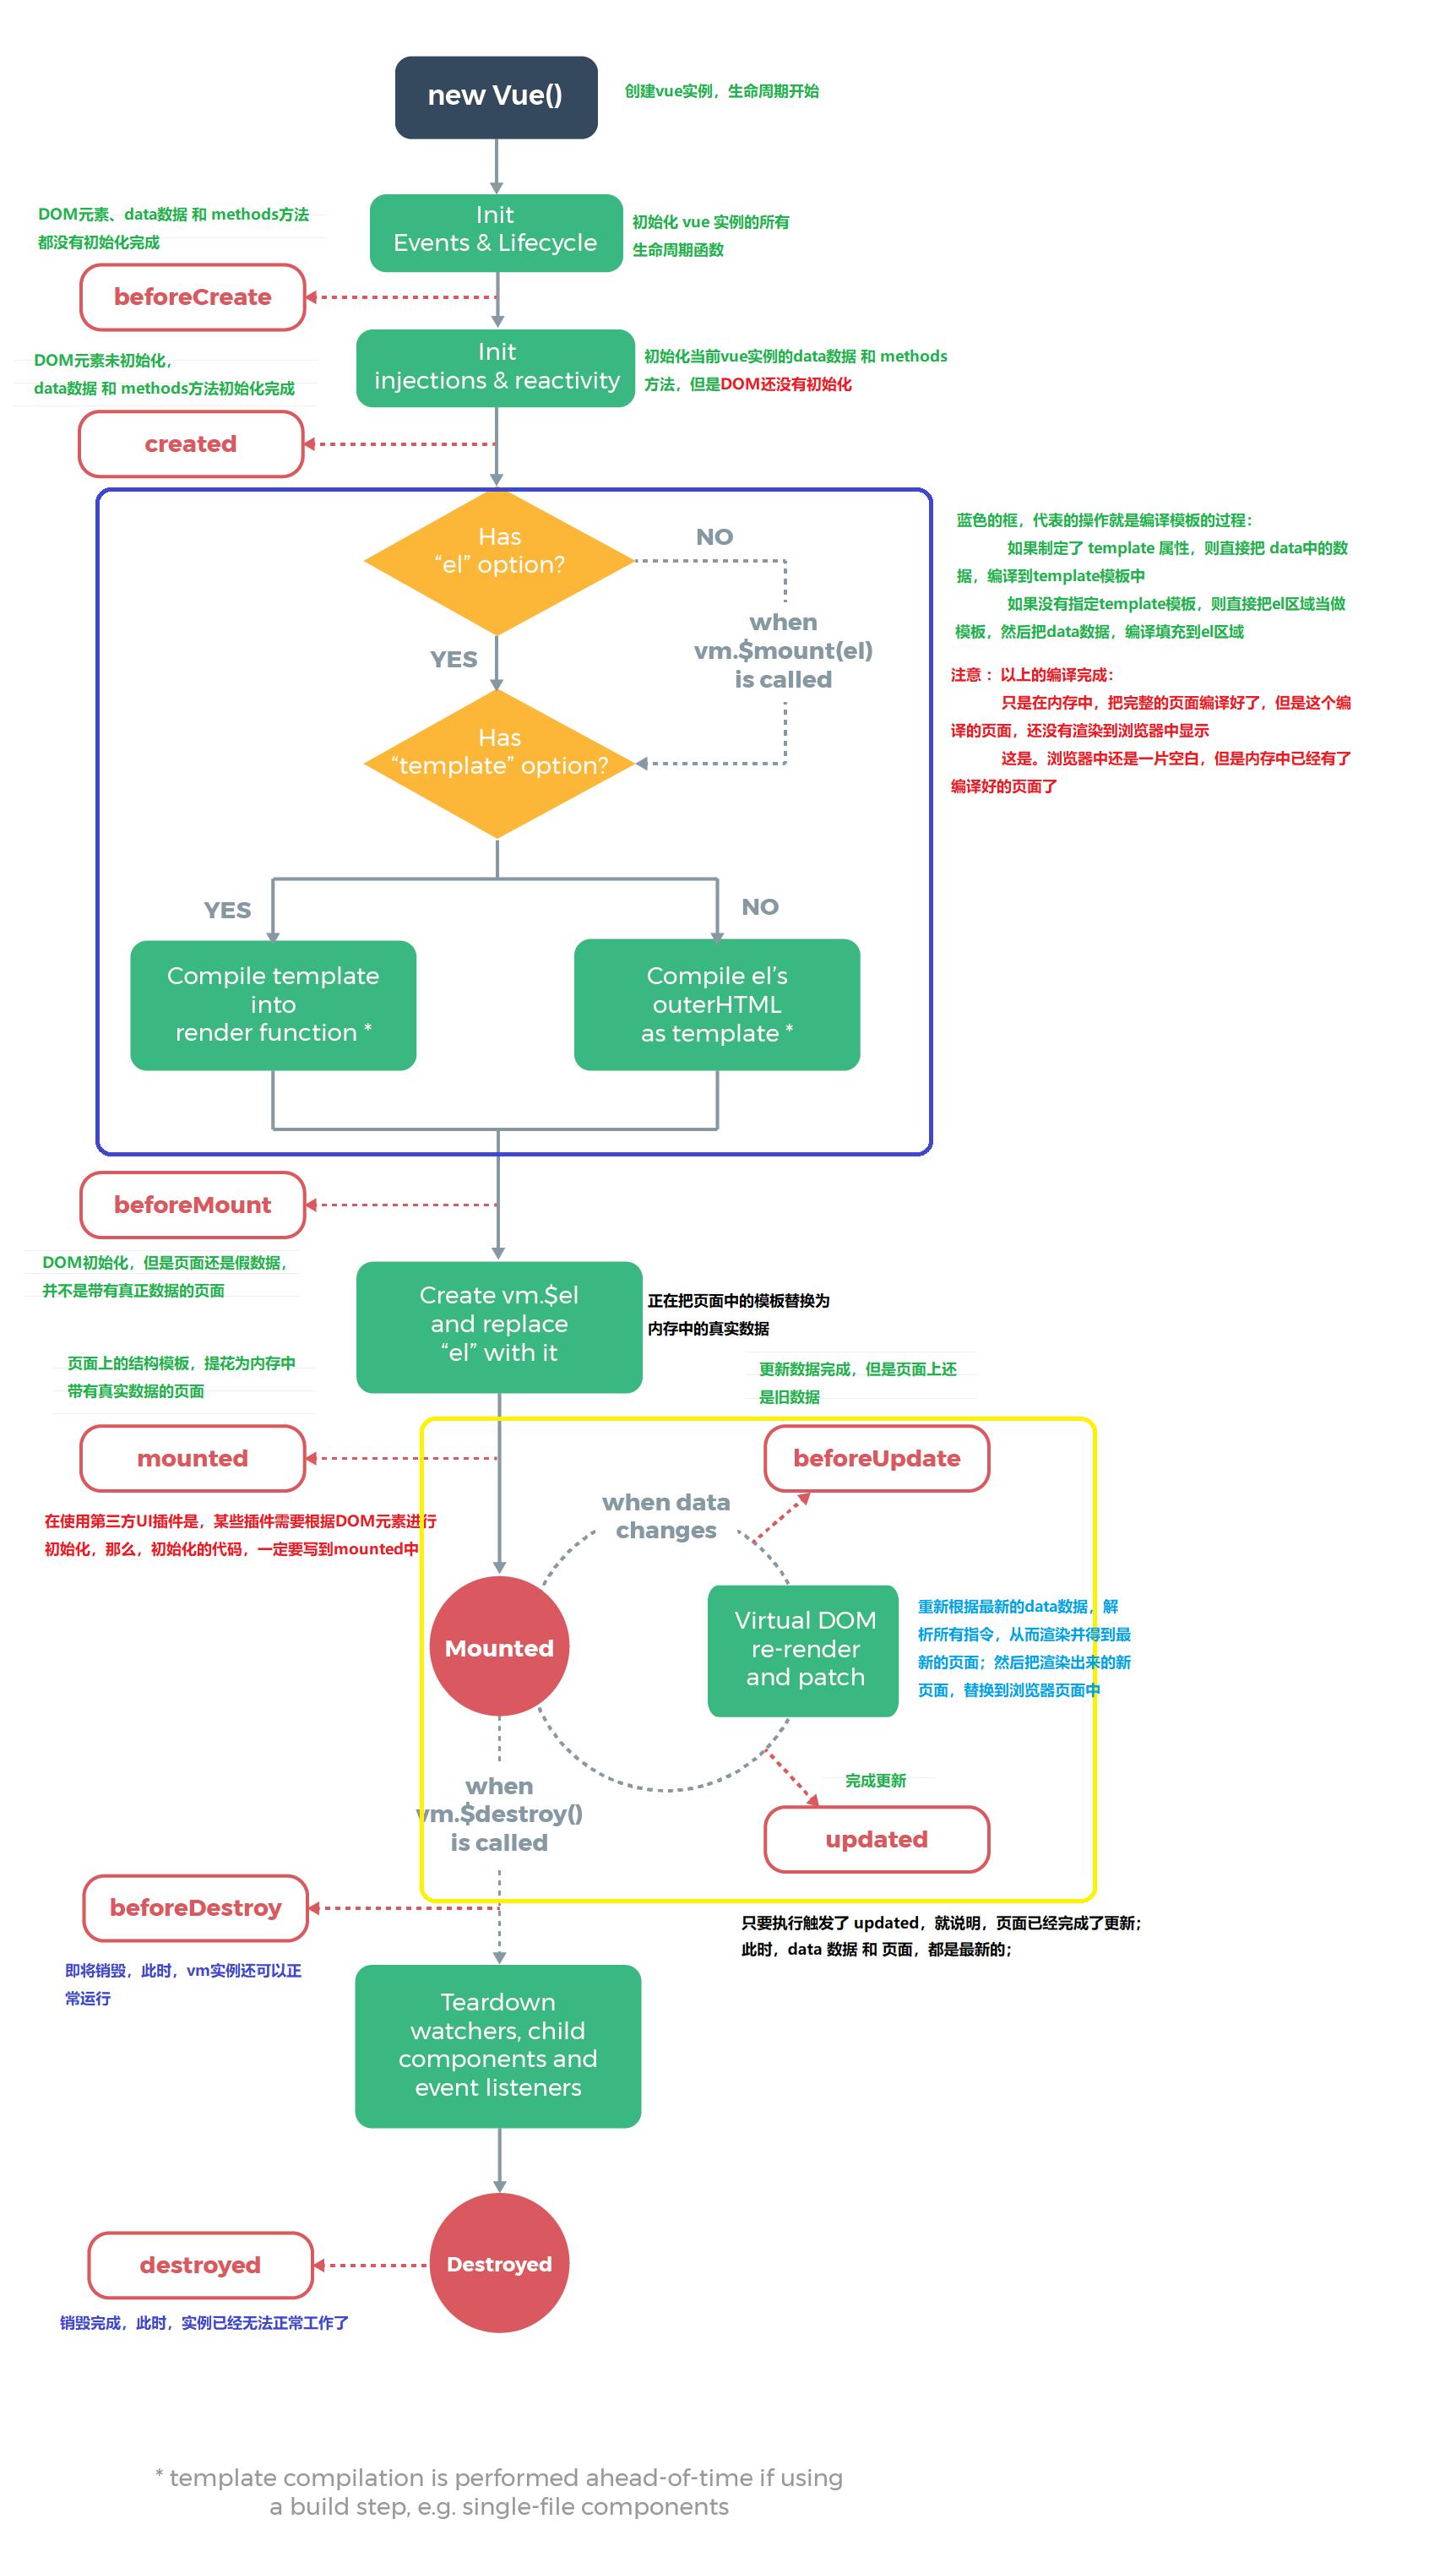 new Vue()
创建vue实例，生命周期开始
DOM元素、data数据 和 methods方法
都没有初始化完成
Init
Events & Lifecycle
初始化 vue 实例的所有
生命周期函数
beforeCreate
DOM元素未初始化，
data数据 和 methods方法初始化完成
Init
injections & reactivity
初始化当前vue实例的data数据 和 methods
方法，但是DOM还没有初始化
created
Has
“el” option?
NO
when
vm.$mount(el)
is called
YES
Has
“template” option?
蓝色的框，代表的操作就是编译模板的过程：
如果制定了 template 属性，则直接把 data中的数
据，编译到template模板中
如果没有指定template模板，则直接把el区域当做
模板，然后把data数据，编译填充到el区域
注意 ：以上的编译完成：
只是在内存中，把完整的页面编译好了，但是这个编
译的页面，还没有渲染到浏览器中显示
这是。浏览器中还是一片空白，但是内存中已经有了
编译好的页面了
YES
NO
Compile template
into
render function *
Compile el’s
outerHTML
as template *
beforeMount
DOM初始化，但是页面还是假数据，
并不是带有真正数据的页面
Create vm.$el
and replace
“el” with it
正在把页面中的模板替换为
内存中的真实数据
页面上的结构模板，提花为内存中
带有真实数据的页面
更新数据完成，但是页面上还
是旧数据
mounted
beforeUpdate
在使用第三方UI插件是，某些插件需要根据DOM元素进行
初始化，那么，初始化的代码，一定要写到mounted中
when data
changes
Mounted
Virtual DOM
re-render
and patch
重新根据最新的data数据，解
析所有指令，从而渲染并得到最
新的页面；然后把渲染出来的新
页面，替换到浏览器页面中
when
vm.$destroy()
is called
完成更新
updated
beforeDestroy
只要执行触发了 updated，就说明，页面已经完成了更新；
此时，data 数据 和 页面，都是最新的；
即将销毁，此时，vm实例还可以正
常运行
Teardown
watchers, child
components and
event listeners
destroyed
Destroyed
销毁完成，此时，实例已经无法正常工作了
* template compilation is performed ahead-of-time if using
a build step, e.g. single-file components